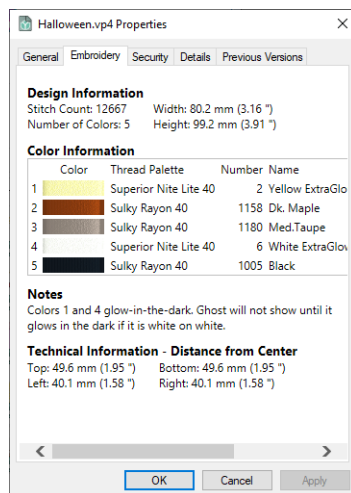 Halloween.vp4 Properties
General Embroidery Security Details Previous Versions
Design Information
Stitch Count: 12667 Width: 80.2 mm (3.16 ")
Number of Colors: 5 Height: 99.2 mm (3.91 ")
Color Information
Color Thread Palette Number Name
1 Superior Nite Lite 40 2 Yellow ExtraGlo
2 Sulky Rayon 40 1158 Dk. Maple
3 Sulky Rayon 40 1180 Med.Taupe
4 Superior Nite Lite 40 6 White ExtraGlov
5 Sulky Rayon 40 1005 Black
Notes
Colors 1 and 4 glow-in-the-dark. Ghost will not show until it
glows in the dark if it is white on white.
Technical Information - Distance from Center
Top: 49.6 mm (1.95 ") Bottom: 49.6 mm (1.95 ")
Left: 40.1 mm (1.58 ") Right: 40.1 mm (1.58 ")
OK Cancel Apply